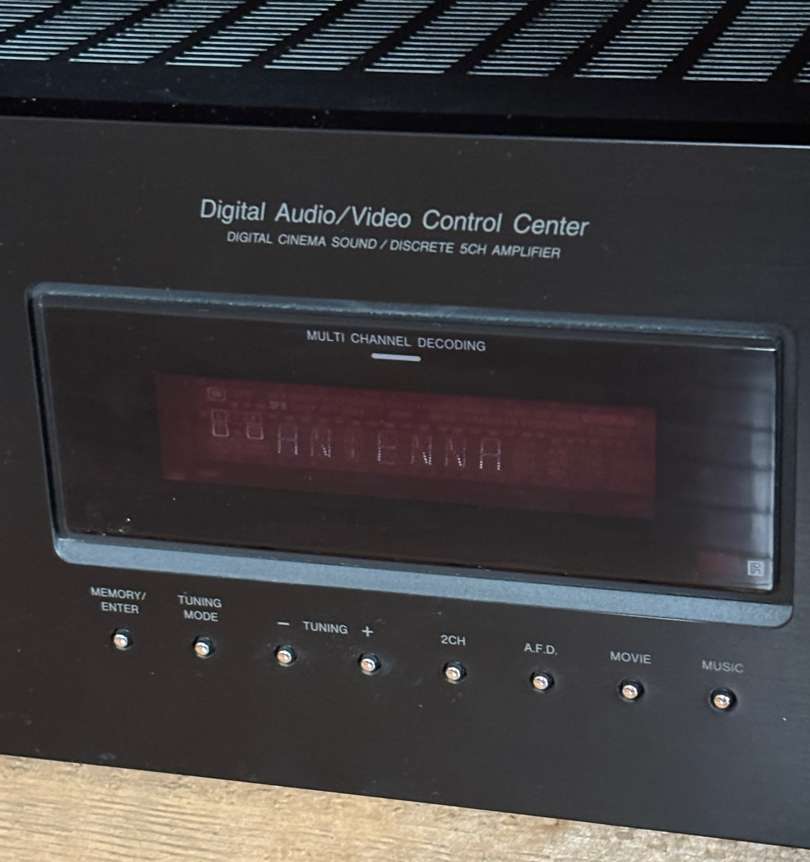 Digital Audio/Video Control Center
DIGITAL CINEMA SOUND / DISCRETE 5CH AMPLIFIER
MULTI CHANNEL DECODING
ANTENNA
IR
MEMORY/
ENTER
TUNING
MODE
− TUNING +
2CH
A.F.D.
MOVIE
MUSIC